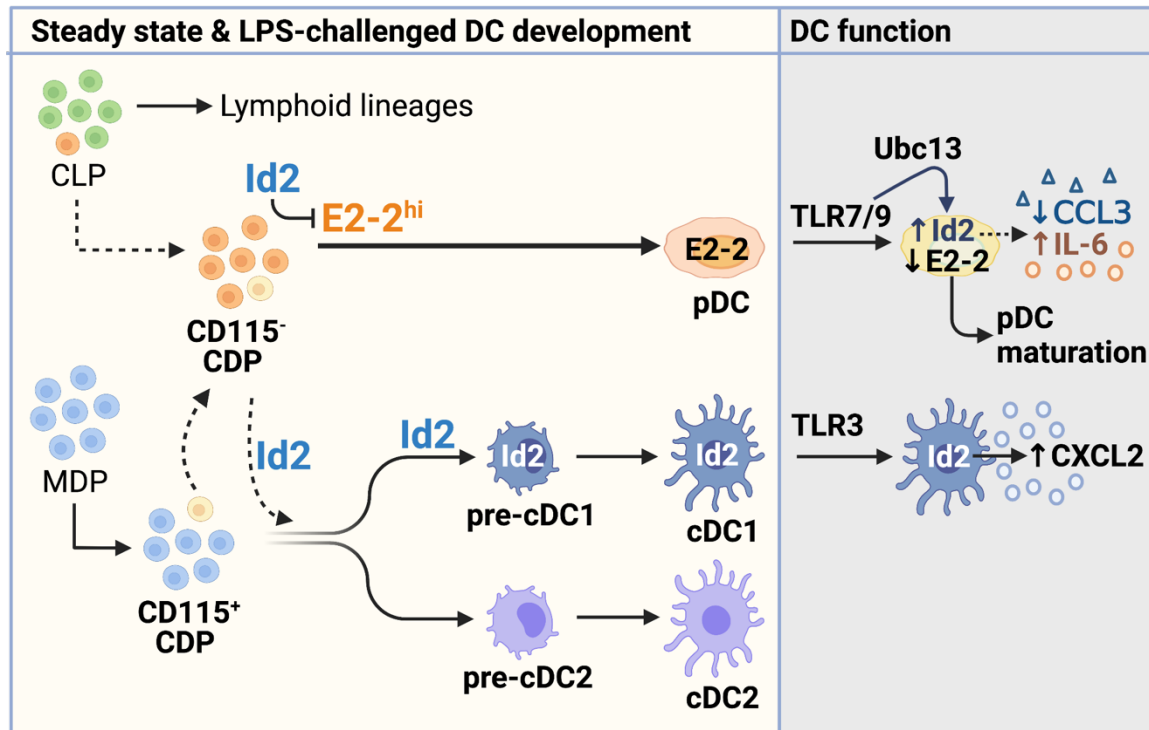 Steady state & LPS-challenged DC development
CLP
Lymphoid lineages
Id2
E2-2ʰⁱ
E2-2
pDC
CD115⁻
CDP
MDP
Id2
Id2
Id2
pre-cDC1
Id2
cDC1
CD115⁺
CDP
pre-cDC2
cDC2
DC function
Ubc13
TLR7/9
↑Id2
↓E2-2
↓CCL3
↑IL-6
pDC
maturation
TLR3
Id2
↑CXCL2